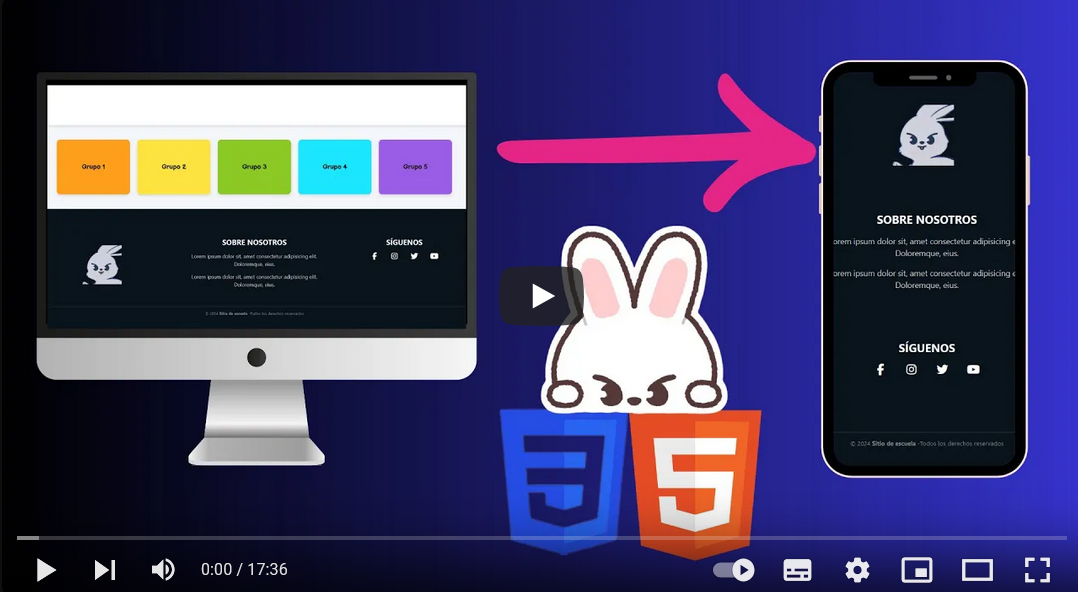 Grupo 1
Grupo 2
Grupo 3
Grupo 4
Grupo 5
SOBRE NOSOTROS
Lorem ipsum dolor sit, amet consectetur adipisicing elit.
Doloremque, eius.
Lorem ipsum dolor sit, amet consectetur adipisicing elit.
Doloremque, eius.
SÍGUENOS
© 2024 Sitio de escuela -Todos los derechos reservados
SOBRE NOSOTROS
orem ipsum dolor sit, amet consectetur adipisicing e
Doloremque, eius.
orem ipsum dolor sit, amet consectetur adipisicing e
Doloremque, eius.
SÍGUENOS
© 2024 Sitio de escuela -Todos los derechos reservados
3
5
0:00 / 17:36